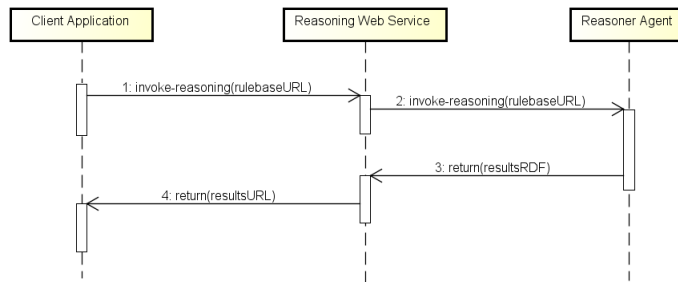 Client Application
Reasoning Web Service
Reasoner Agent
1: invoke-reasoning(rulebaseURL)
2: invoke-reasoning(rulebaseURL)
3: return(resultsRDF)
4: return(resultsURL)